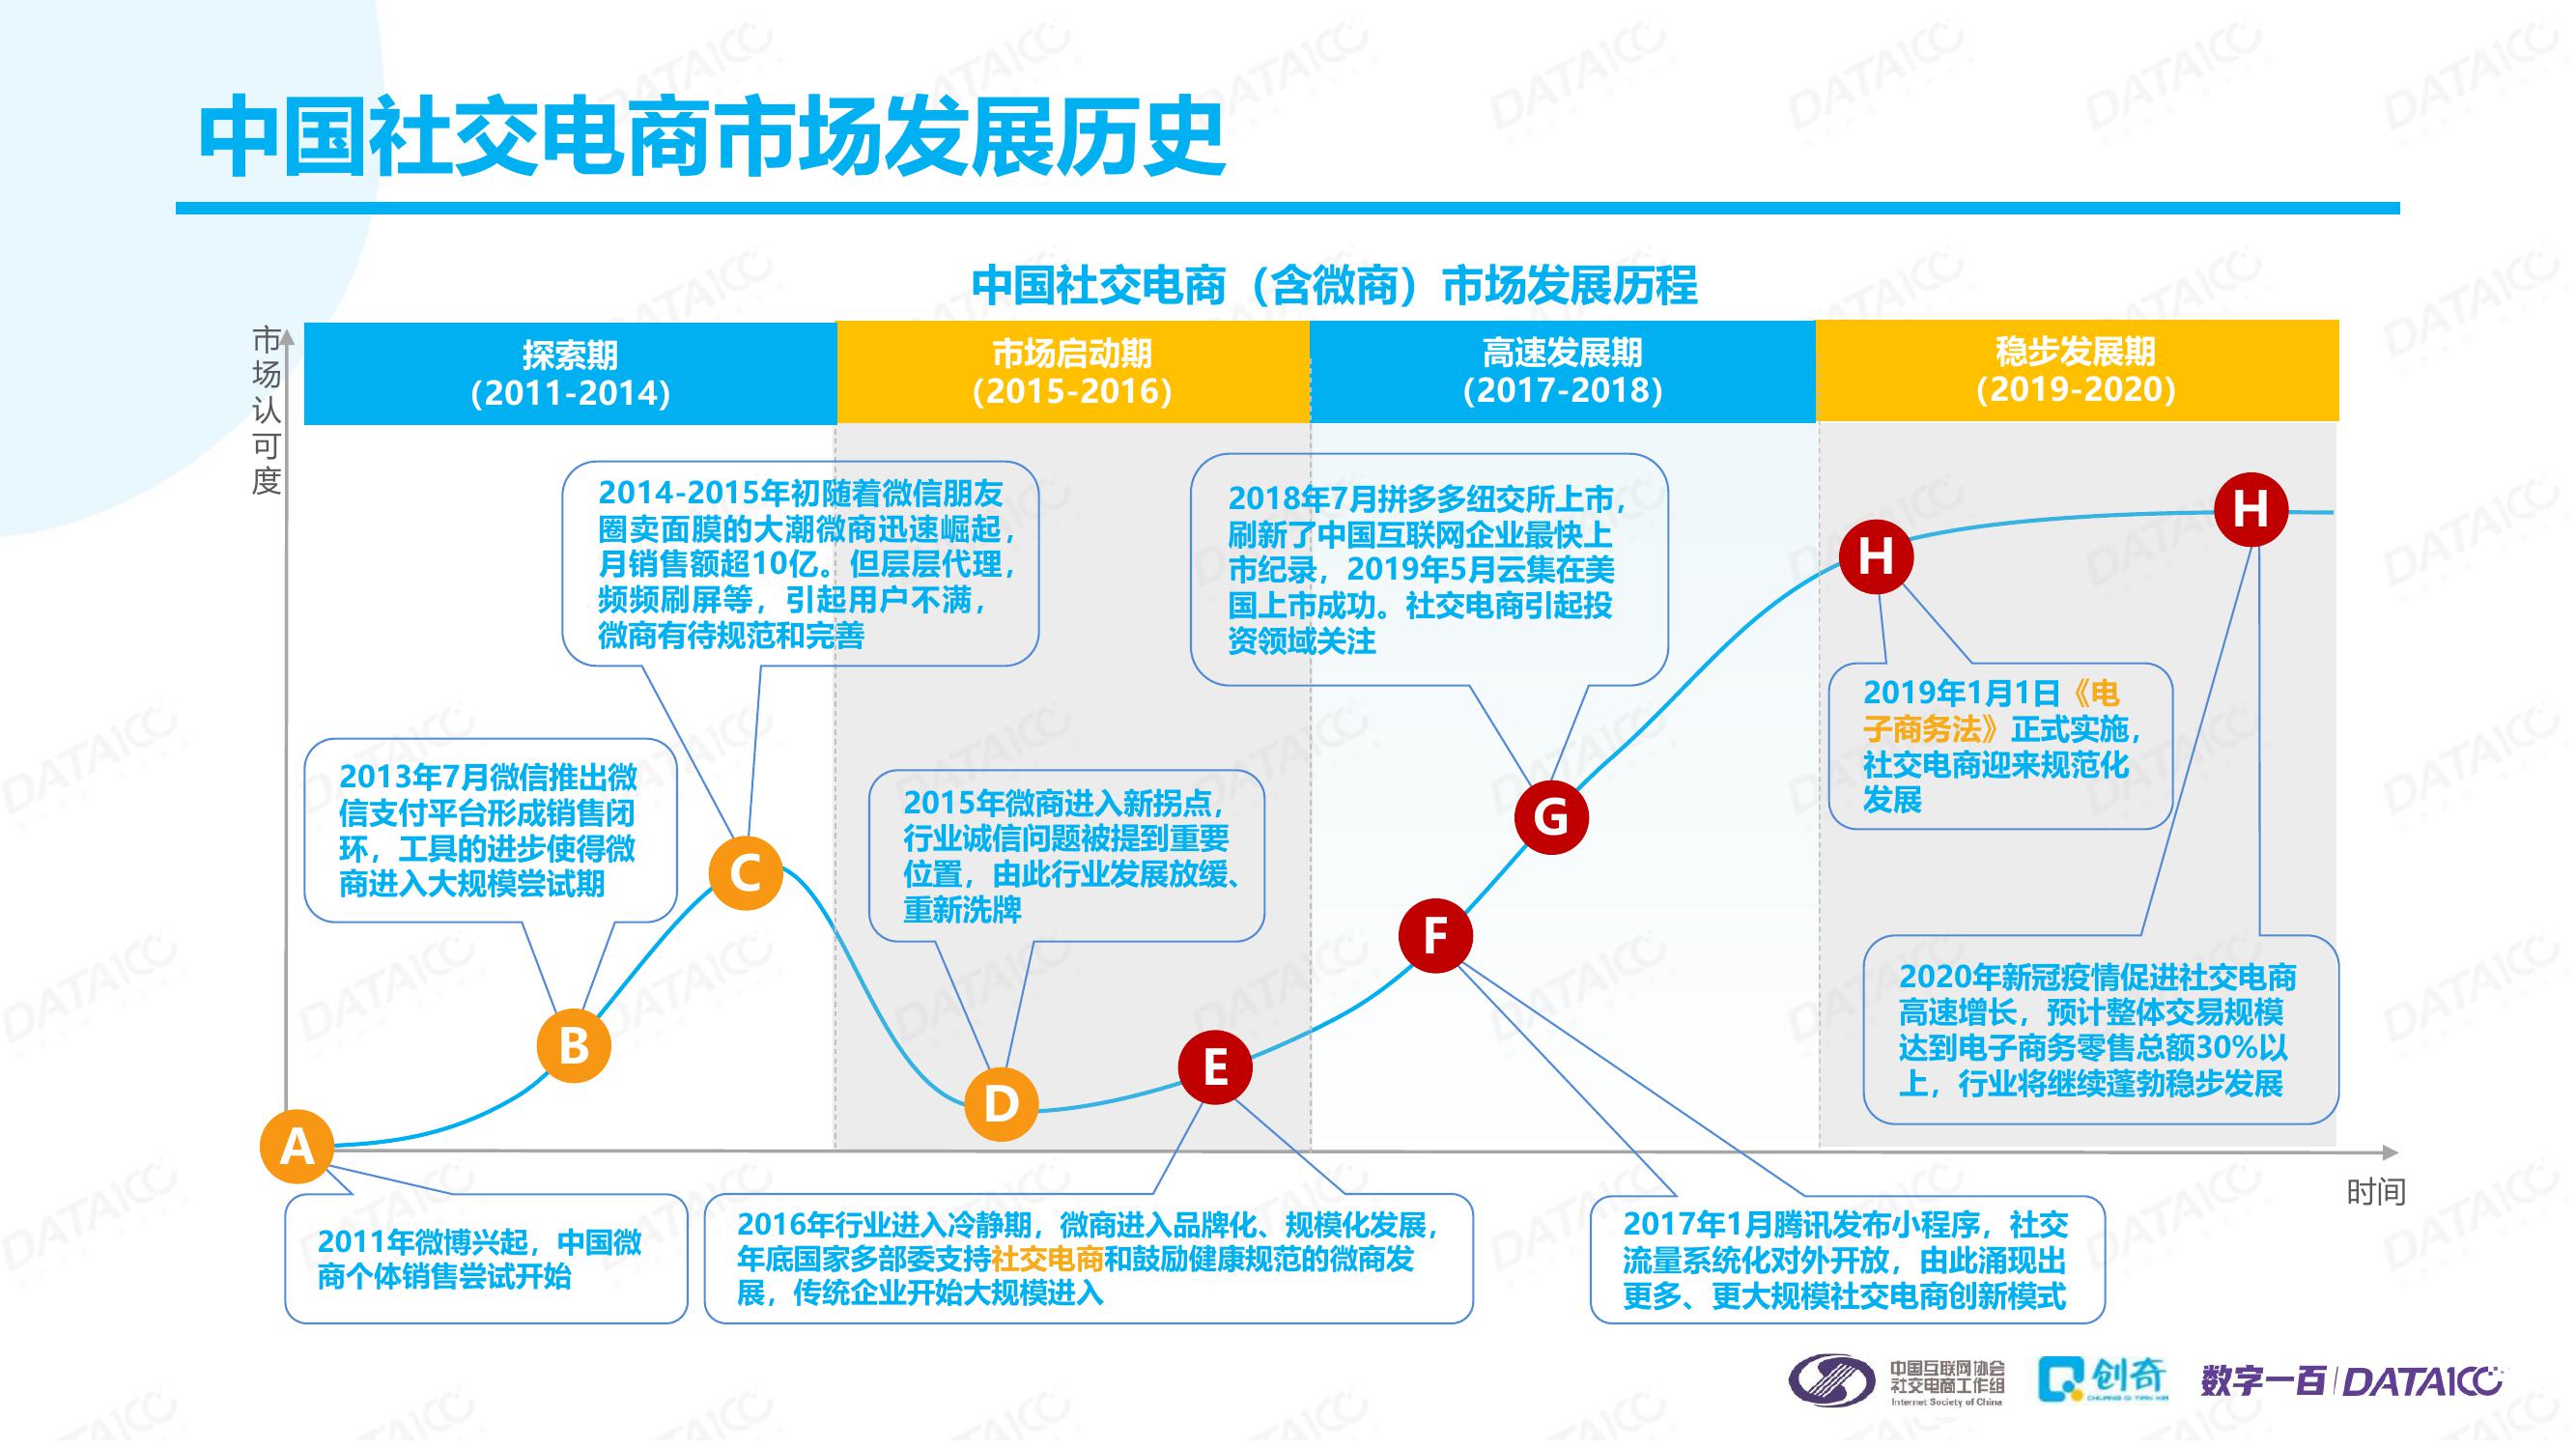 中国社交电商市场发展历史
中国社交电商（含微商）市场发展历程
市场认可度
探索期
（2011-2014）
市场启动期
（2015-2016）
高速发展期
（2017-2018）
稳步发展期
（2019-2020）
2014-2015年初随着微信朋友
圈卖面膜的大潮微商迅速崛起，
月销售额超10亿。但层层代理，
频频刷屏等，引起用户不满，
微商有待规范和完善
2018年7月拼多多纽交所上市，
刷新了中国互联网企业最快上
市纪录，2019年5月云集在美
国上市成功。社交电商引起投
资领域关注
H
H
2019年1月1日《电
子商务法》正式实施，
社交电商迎来规范化
发展
2013年7月微信推出微
信支付平台形成销售闭
环，工具的进步使得微
商进入大规模尝试期
2015年微商进入新拐点，
行业诚信问题被提到重要
位置，由此行业发展放缓、
重新洗牌
G
C
F
2020年新冠疫情促进社交电商
高速增长，预计整体交易规模
达到电子商务零售总额30%以
上，行业将继续蓬勃稳步发展
B
E
D
A
时间
2011年微博兴起，中国微
商个体销售尝试开始
2016年行业进入冷静期，微商进入品牌化、规模化发展，
年底国家多部委支持社交电商和鼓励健康规范的微商发
展，传统企业开始大规模进入
2017年1月腾讯发布小程序，社交
流量系统化对外开放，由此涌现出
更多、更大规模社交电商创新模式
中国互联网协会
社交电商工作组
Internet Society of China
创奇
CHUANG QI TIAN XIA
数字一百 DATA100